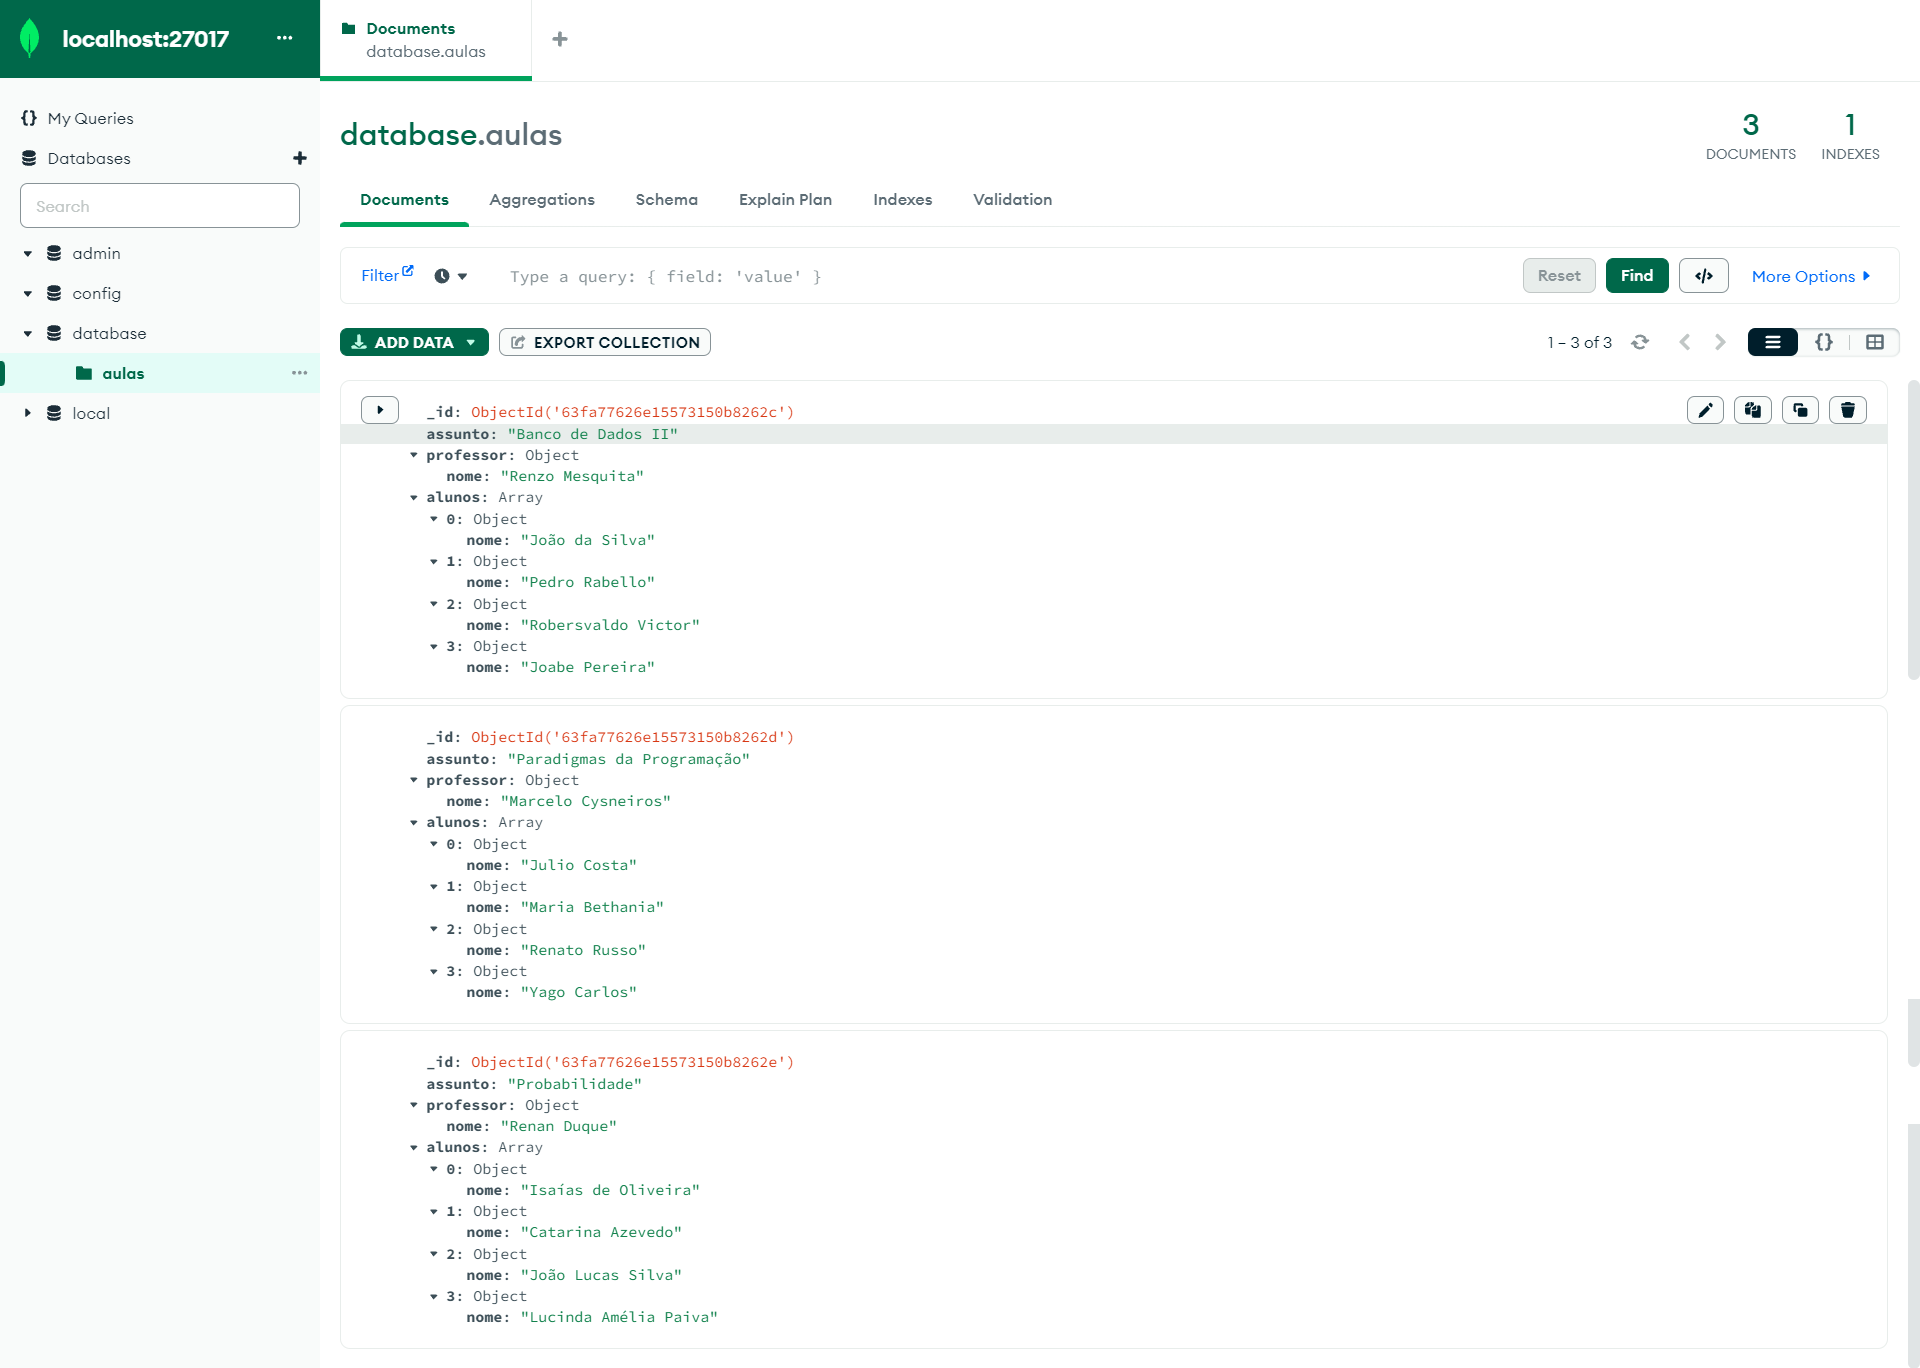 localhost:27017
My Queries
Databases
Search
admin
config
database
aulas
local
Documents
database.aulas
database.aulas
3
DOCUMENTS
1
INDEXES
Documents Aggregations Schema Explain Plan Indexes Validation
Filter Type a query: { field: 'value' } Reset Find </> More Options
ADD DATA EXPORT COLLECTION 1 – 3 of 3 {}
_id: ObjectId('63fa77626e15573150b8262c')
assunto: "Banco de Dados II"
professor: Object
nome: "Renzo Mesquita"
alunos: Array
0: Object
nome: "João da Silva"
1: Object
nome: "Pedro Rabello"
2: Object
nome: "Robersvaldo Victor"
3: Object
nome: "Joabe Pereira"
_id: ObjectId('63fa77626e15573150b8262d')
assunto: "Paradigmas da Programação"
professor: Object
nome: "Marcelo Cysneiros"
alunos: Array
0: Object
nome: "Julio Costa"
1: Object
nome: "Maria Bethania"
2: Object
nome: "Renato Russo"
3: Object
nome: "Yago Carlos"
_id: ObjectId('63fa77626e15573150b8262e')
assunto: "Probabilidade"
professor: Object
nome: "Renan Duque"
alunos: Array
0: Object
nome: "Isaías de Oliveira"
1: Object
nome: "Catarina Azevedo"
2: Object
nome: "João Lucas Silva"
3: Object
nome: "Lucinda Amélia Paiva"